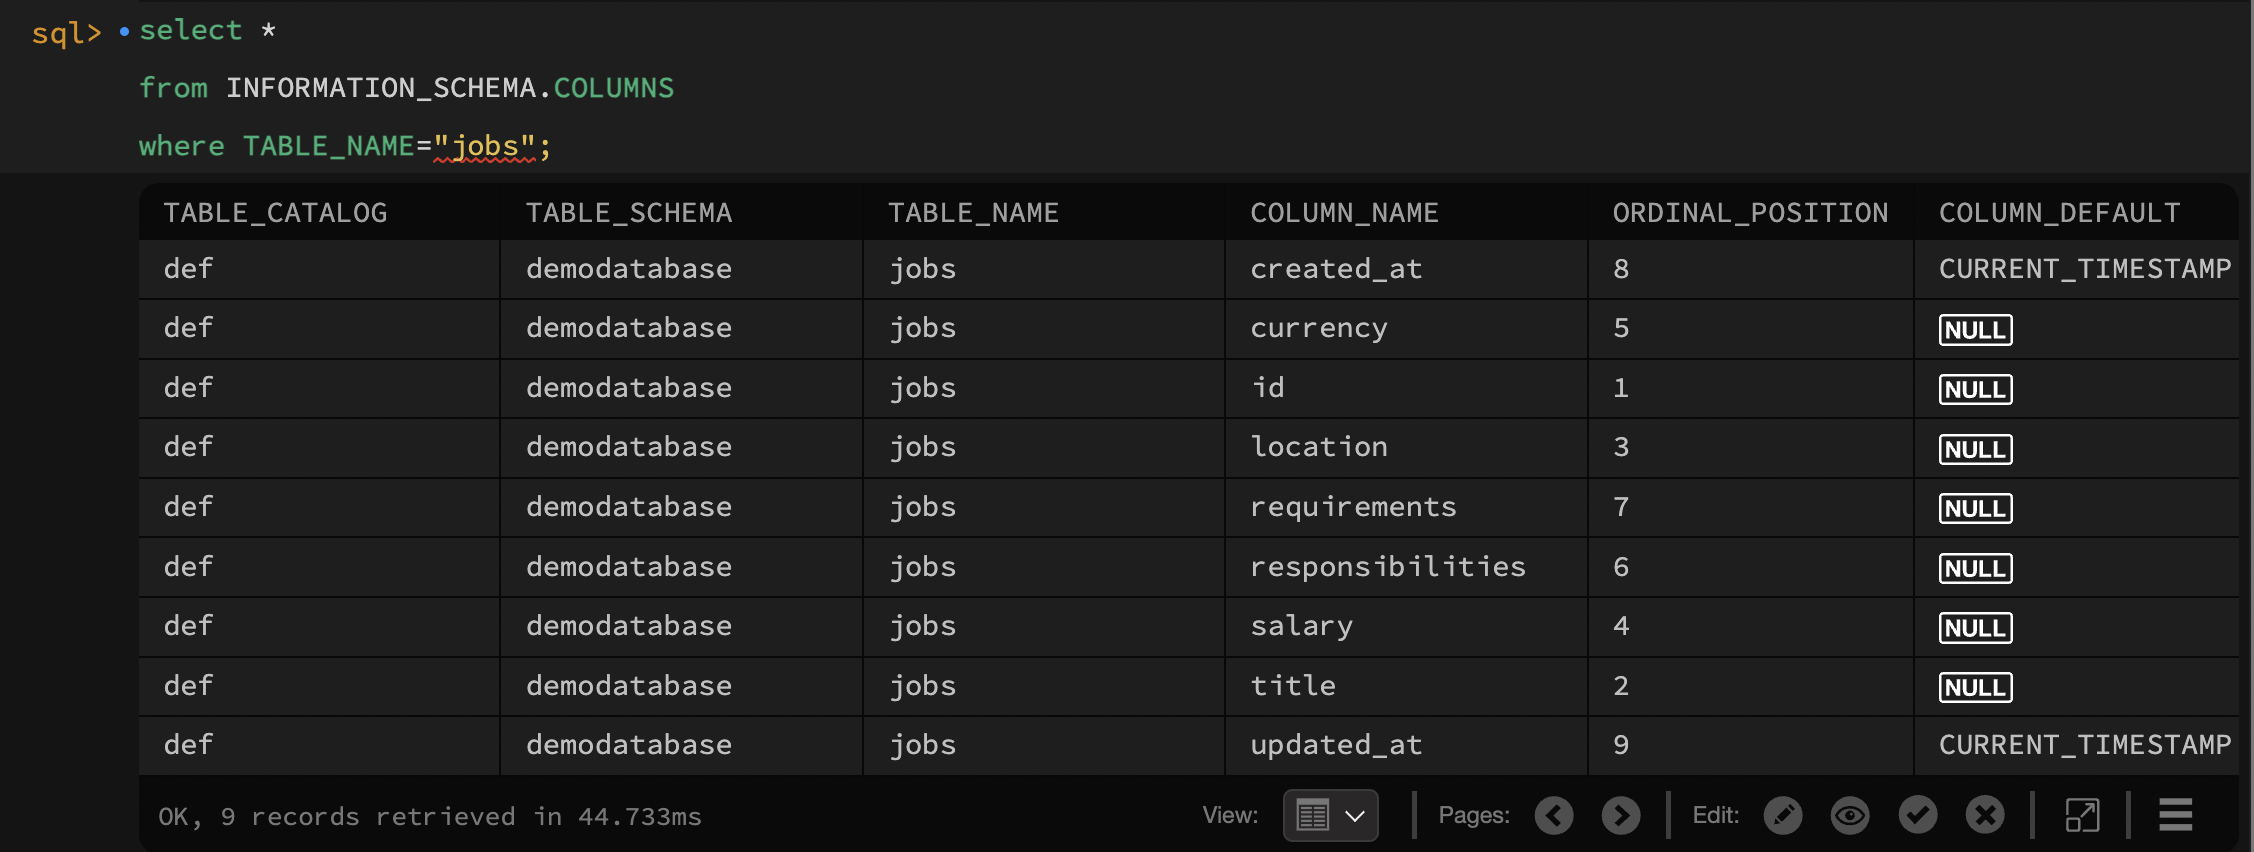 sql> select *
from INFORMATION_SCHEMA.COLUMNS
where TABLE_NAME="jobs";
TABLE_CATALOG TABLE_SCHEMA TABLE_NAME COLUMN_NAME ORDINAL_POSITION COLUMN_DEFAULT
def demodatabase jobs created_at 8 CURRENT_TIMESTAMP
def demodatabase jobs currency 5 NULL
def demodatabase jobs id 1 NULL
def demodatabase jobs location 3 NULL
def demodatabase jobs requirements 7 NULL
def demodatabase jobs responsibilities 6 NULL
def demodatabase jobs salary 4 NULL
def demodatabase jobs title 2 NULL
def demodatabase jobs updated_at 9 CURRENT_TIMESTAMP
OK, 9 records retrieved in 44.733ms View: Pages: Edit: